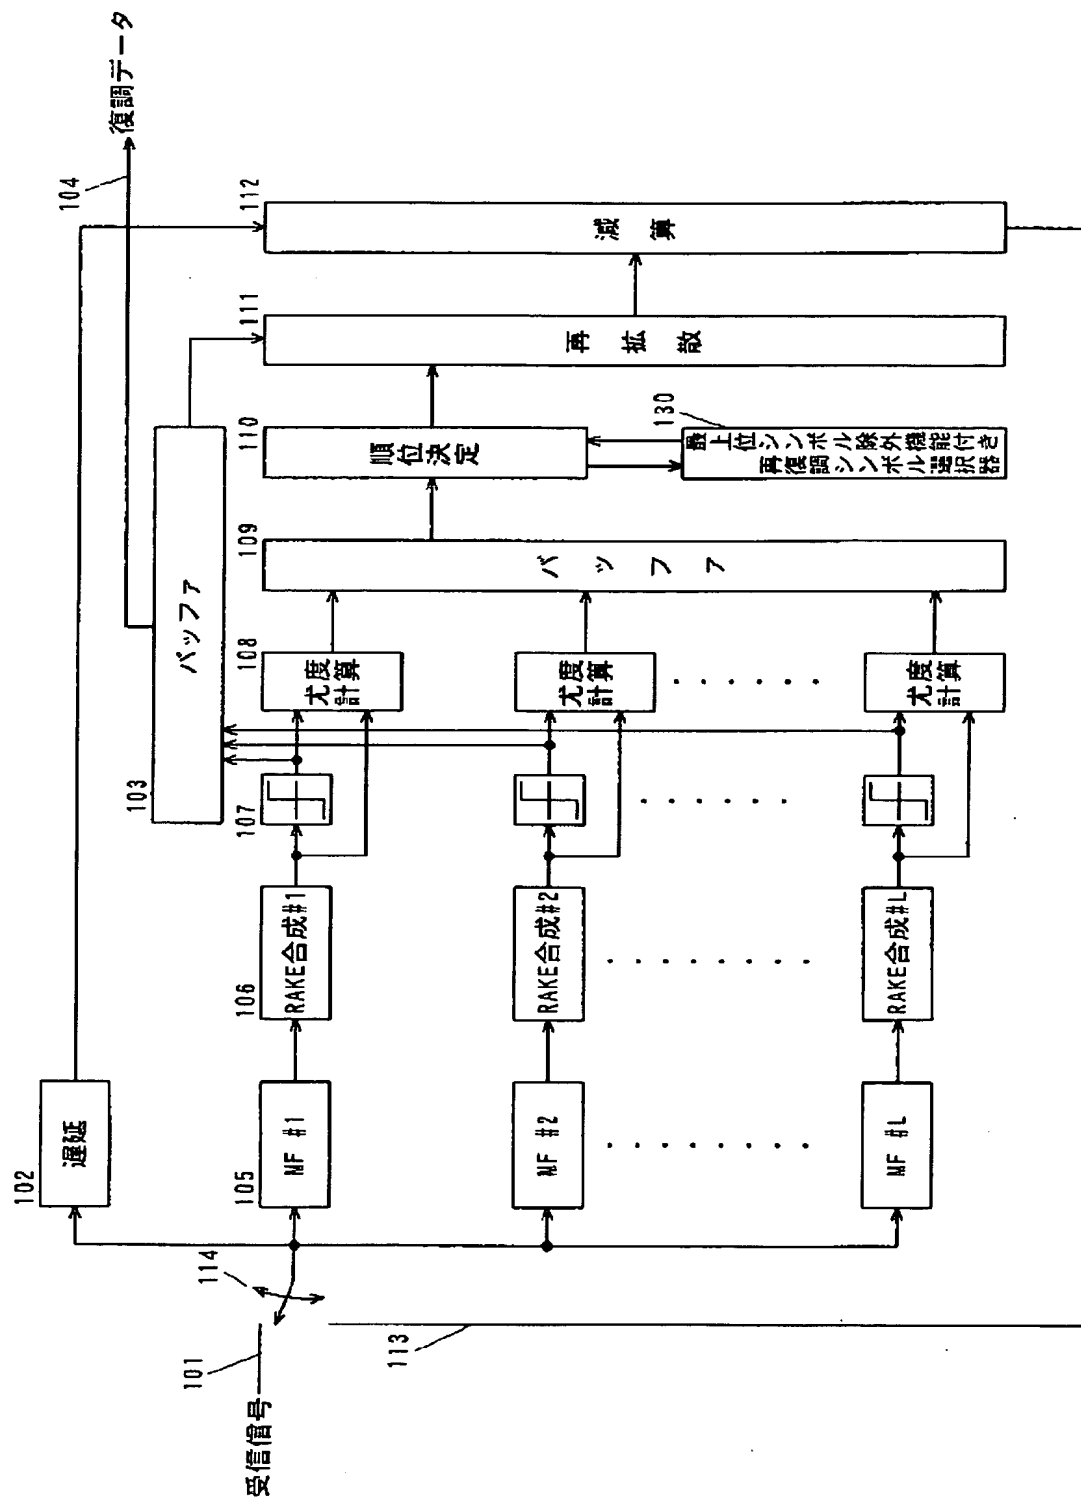 受信信号
101
114
113
102
遅延
105
MF #1
MF #2
MF #L
106
RAKE合成#1
RAKE合成#2
RAKE合成#L
107
103
バッファ
108
尤度
計算
尤度
計算
尤度
計算
109
バッファ
110
順位決定
130
最上位シンボル除外機能付き
再復調シンボル選択器
111
再拡散
112
減算
104
復調データ